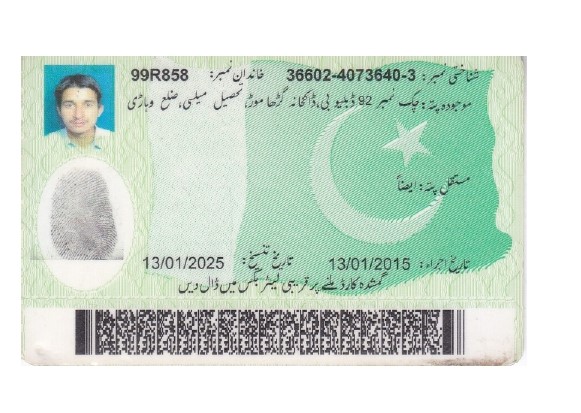 شناختی نمبر: 36602-4073640-3 خاندان نمبر: 99R858
موجودہ پتہ: چک نمبر 92 ڈبلیو بی، ڈاکخانہ گڑھا موڑ، تحصیل میلسی، ضلع وہاڑی
مستقل پتہ: ایضاً
تاریخ اجراء: 13/01/2015 تاریخ تنسیخ: 13/01/2025
گمشدہ کارڈ ملنے پر قریبی لیٹر بکس میں ڈال دیں